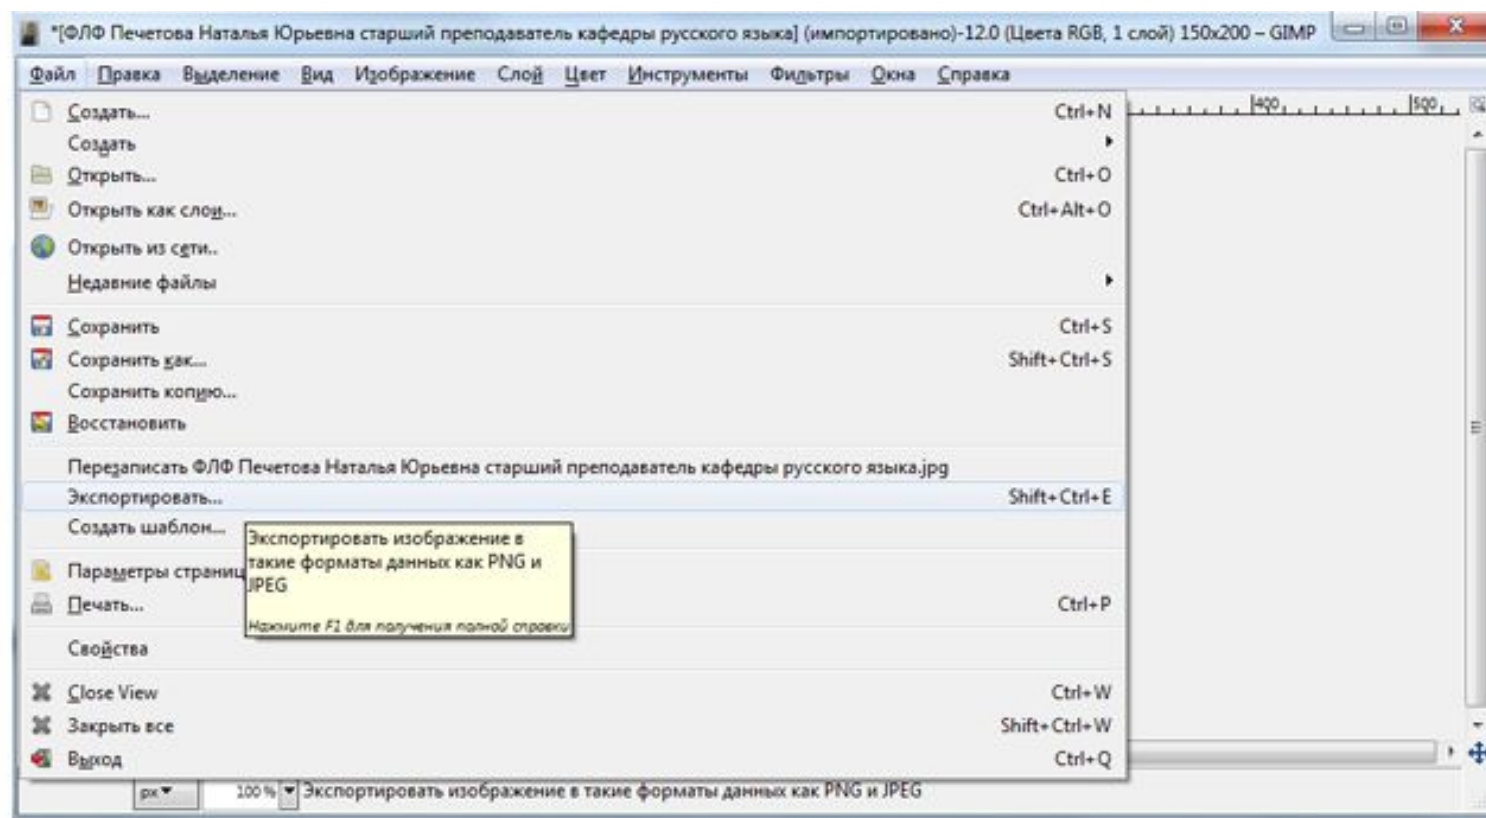 *[ФЛФ Печетова Наталья Юрьевна старший преподаватель кафедры русского языка] (импортировано)-12.0 (Цвета RGB, 1 слой) 150x200 – GIMP
Файл Правка Выделение Вид Изображение Слой Цвет Инструменты Фильтры Окна Справка
Создать... Ctrl+N
400 500
Создать
Открыть... Ctrl+O
Открыть как слои... Ctrl+Alt+O
Открыть из сети..
Недавние файлы
Сохранить Ctrl+S
Сохранить как... Shift+Ctrl+S
Сохранить копию...
Восстановить
Перезаписать ФЛФ Печетова Наталья Юрьевна старший преподаватель кафедры русского языка.jpg
Экспортировать... Shift+Ctrl+E
Создать шаблон...
Экспортировать изображение в
такие форматы данных как PNG и
JPEG
Нажмите F1 для получения полной справки
Параметры страниц
Печать... Ctrl+P
Свойства
Close View Ctrl+W
Закрыть все Shift+Ctrl+W
Выход Ctrl+Q
px 100 % Экспортировать изображение в такие форматы данных как PNG и JPEG